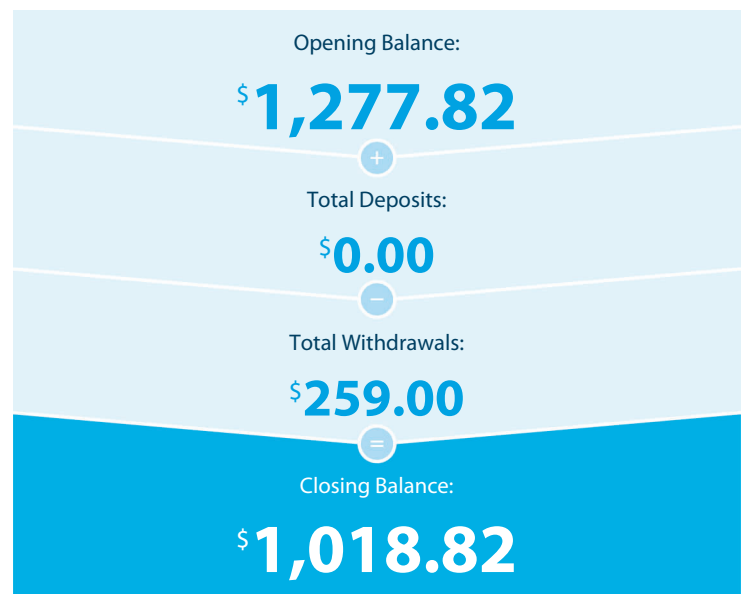 Opening Balance:
$1,277.82
+
Total Deposits:
$0.00
−
Total Withdrawals:
$259.00
=
Closing Balance:
$1,018.82